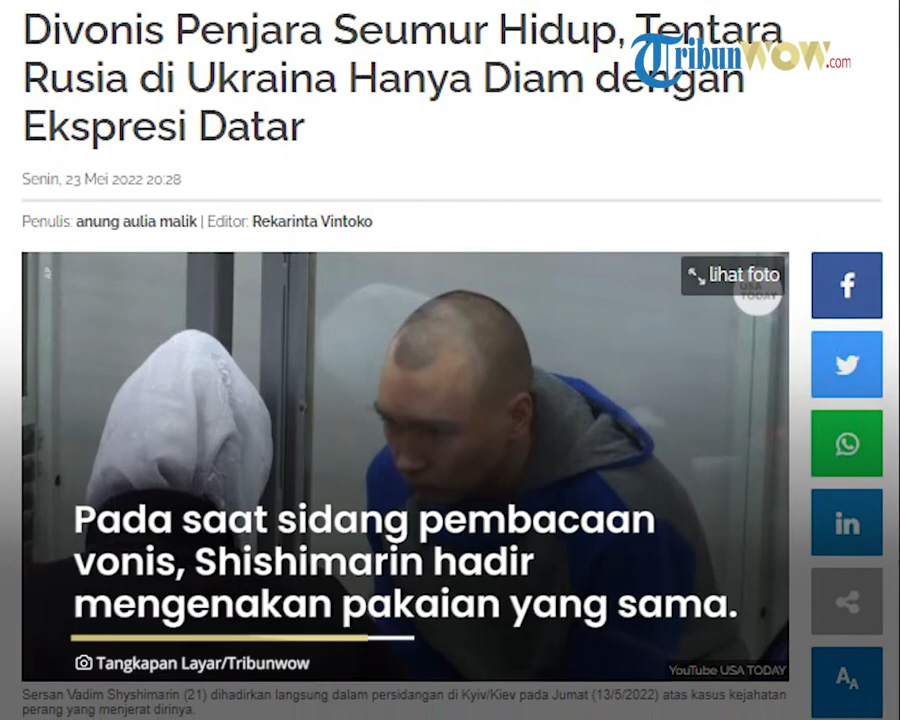 Divonis Penjara Seumur Hidup, Tentara
Rusia di Ukraina Hanya Diam dengan
Ekspresi Datar
TribunWOW.com
Senin, 23 Mei 2022 20:28
Penulis: anung aulia malik | Editor: Rekarinta Vintoko
lihat foto
USA
TODAY
Pada saat sidang pembacaan
vonis, Shishimarin hadir
mengenakan pakaian yang sama.
Tangkapan Layar/Tribunwow
YouTube USA TODAY
Sersan Vadim Shyshimarin (21) dihadirkan langsung dalam persidangan di Kyiv/Kiev pada Jumat (13/5/2022) atas kasus kejahatan
perang yang menjerat dirinya.
f
in
AA